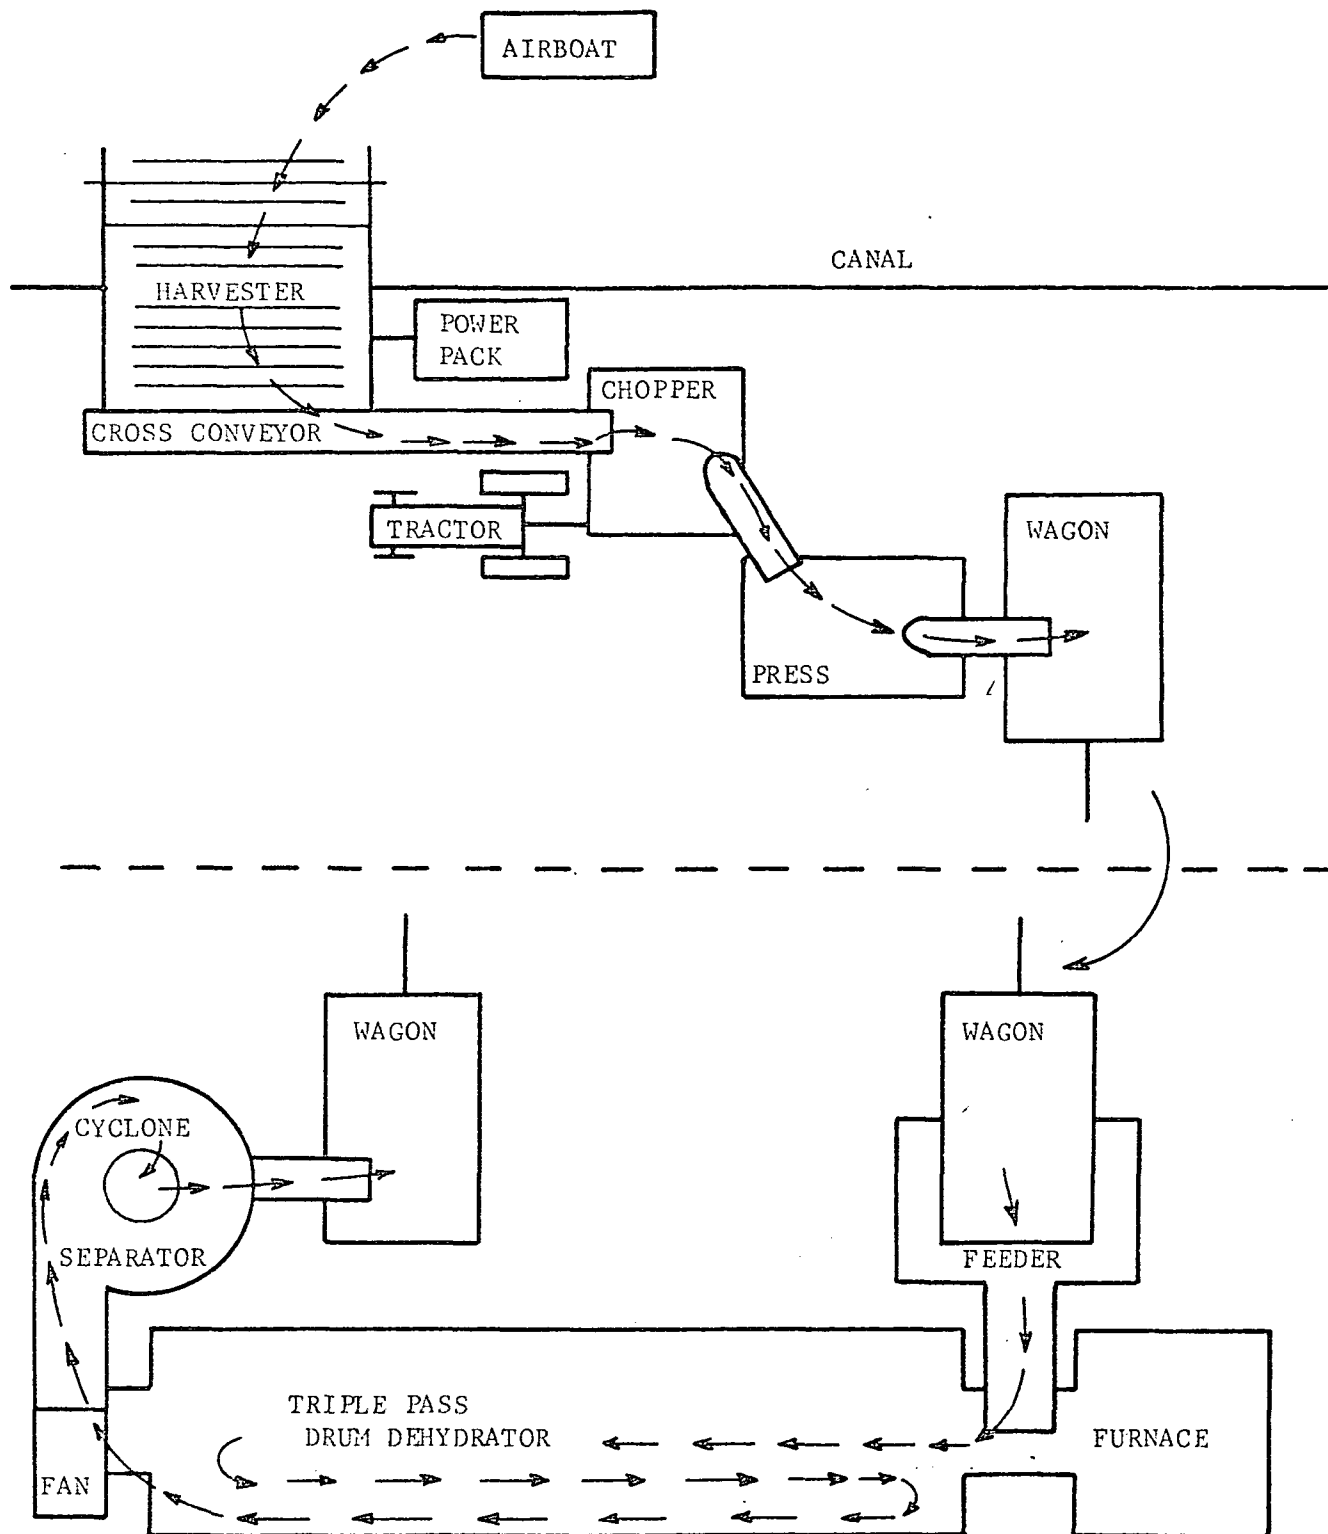 AIRBOAT
CANAL
HARVESTER
POWER
PACK
CHOPPER
CROSS CONVEYOR
TRACTOR
WAGON
PRESS
WAGON
WAGON
CYCLONE
SEPARATOR
FEEDER
TRIPLE PASS
DRUM DEHYDRATOR
FURNACE
FAN